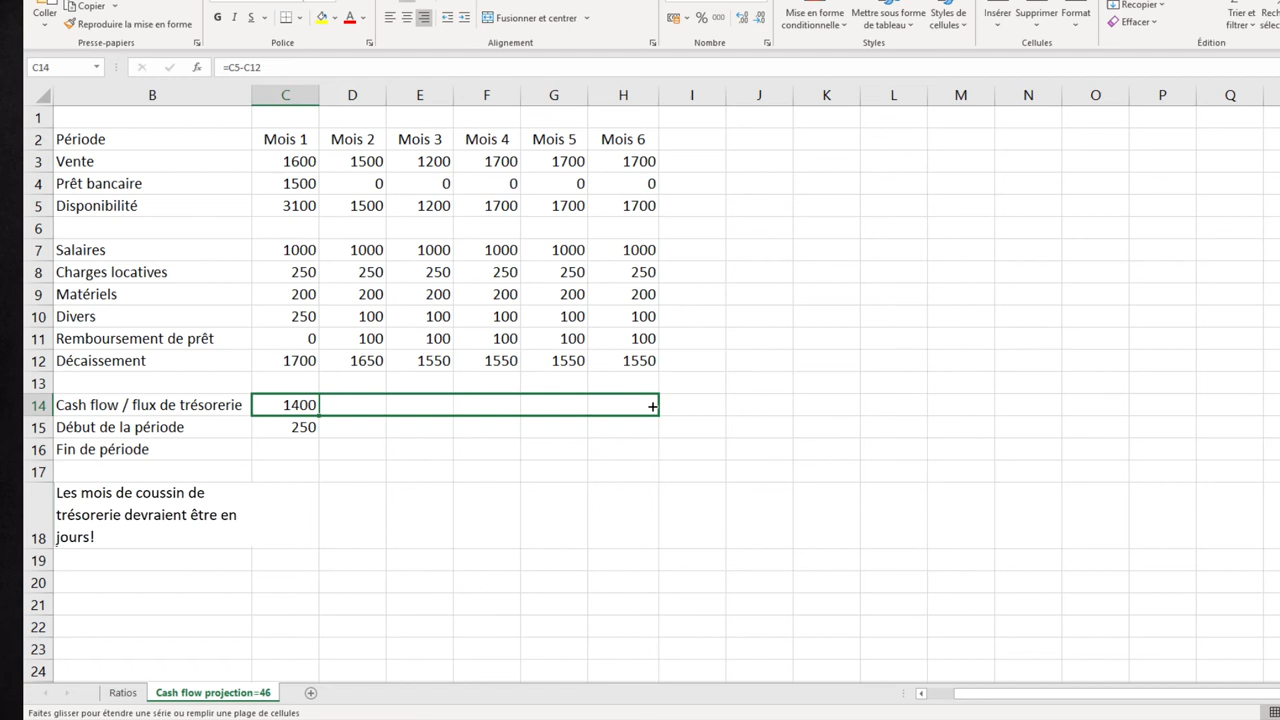 Coller
Copier
Reproduire la mise en forme
Presse-papiers
G I S
A
Police
Fusionner et centrer
Alignement
% 000
Nombre
Mise en forme
conditionnelle
Mettre sous forme
de tableau
Styles de
cellules
Styles
Insérer Supprimer Format
Cellules
Recopier
Effacer
Trier et
filtrer
Édition
C14 fx =C5-C12
B C D E F G H I J K L M N O P Q
1
2 Période Mois 1 Mois 2 Mois 3 Mois 4 Mois 5 Mois 6
3 Vente 1600 1500 1200 1700 1700 1700
4 Prêt bancaire 1500 0 0 0 0 0
5 Disponibilité 3100 1500 1200 1700 1700 1700
6
7 Salaires 1000 1000 1000 1000 1000 1000
8 Charges locatives 250 250 250 250 250 250
9 Matériels 200 200 200 200 200 200
10 Divers 250 100 100 100 100 100
11 Remboursement de prêt 0 100 100 100 100 100
12 Décaissement 1700 1650 1550 1550 1550 1550
13
14 Cash flow / flux de trésorerie 1400
15 Début de la période 250
16 Fin de période
17
Les mois de coussin de
trésorerie devraient être en
18 jours!
19
20
21
22
23
24
Ratios Cash flow projection=46
Faites glisser pour étendre une série ou remplir une plage de cellules